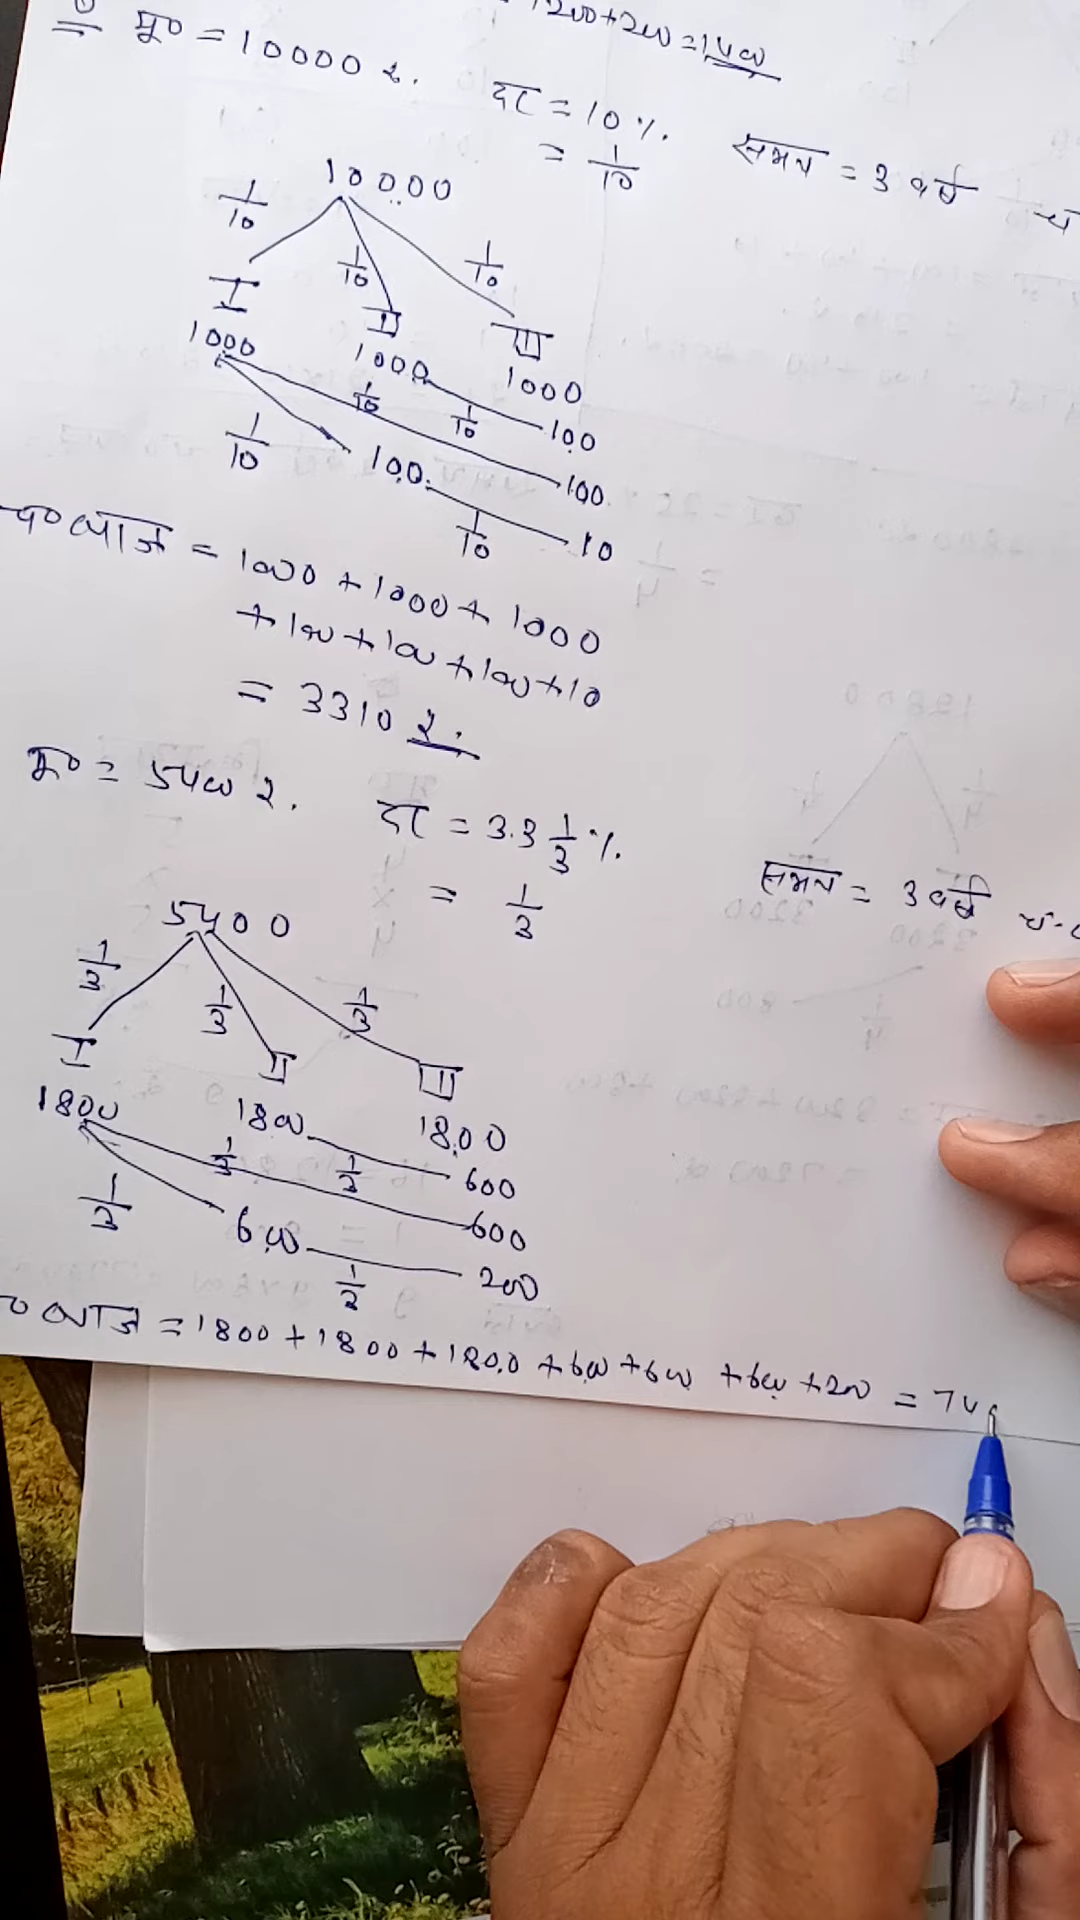 1200+200=1400
मू० = 10000 रु. दर = 10 %. समय = 3 वर्ष
= 1/10
10000
1/10 1/10 1/10
I II III
1000 1000 1000
1/10 1/10 100
1/10 100 100
1/10 10
च० ब्याज = 1000 + 1000 + 1000
+ 100 + 100 + 100 + 10
= 3310 रु.
मू० = 5400 रु. दर = 33 1/3 %. समय = 3 वर्ष
= 1/3
5400
1/3 1/3 1/3
I II III
1800 1800 1800
1/3 1/3 600
1/3 600 600
1/3 200
० ब्याज = 1800 + 1800 + 1800 + 600 + 600 + 600 + 200 = 74